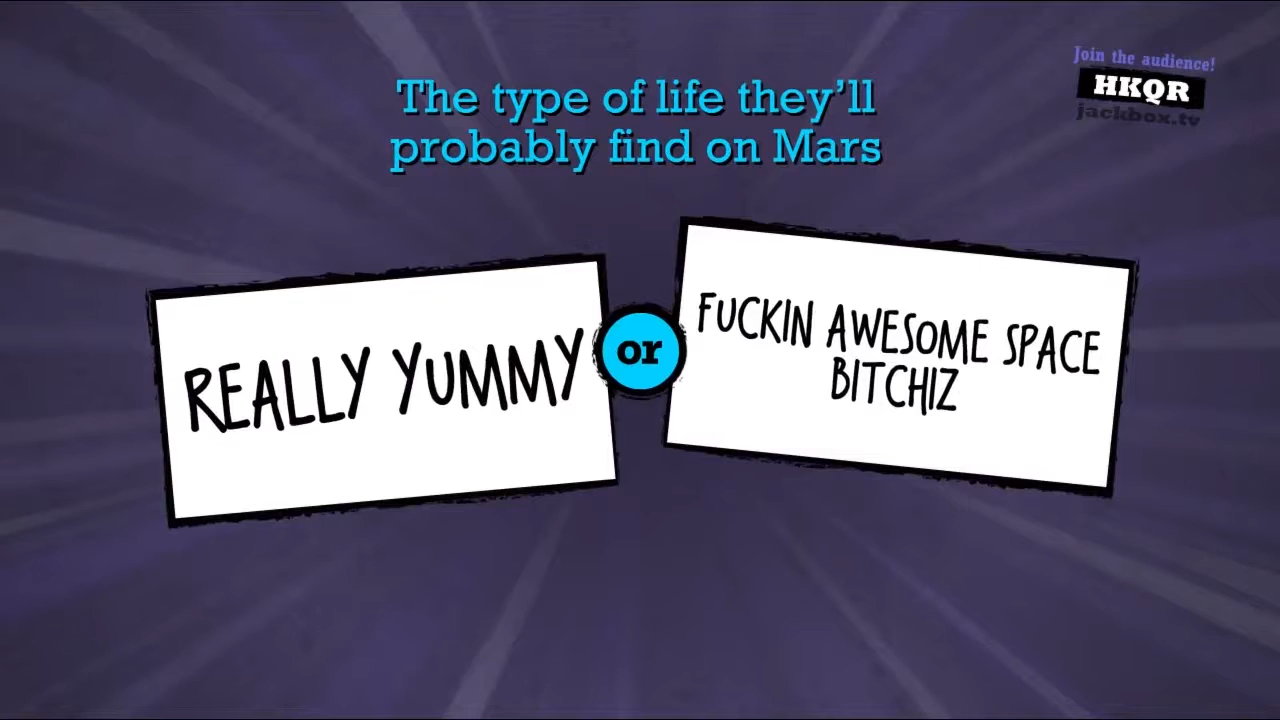 Join the audience!
HKQR
jackbox.tv
The type of life they'll
probably find on Mars
REALLY YUMMY
or
FUCKIN AWESOME SPACE
BITCHIZ